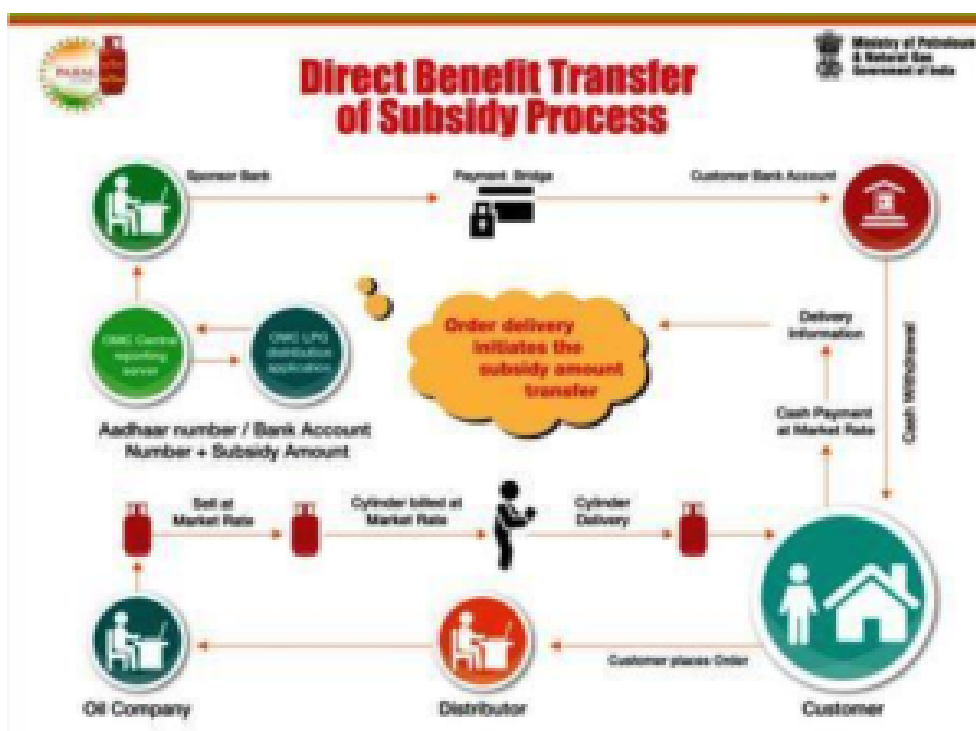 Ministry of Petroleum
& Natural Gas
Government of India
Direct Benefit Transfer
of Subsidy Process
Sponsor Bank
Payment Bridge
Customer Bank Account
OMC Central
reporting
server
OMC LPG
distribution
application
Order delivery
initiates the
subsidy amount
transfer
Delivery
Information
Cash Withdrawal
Aadhaar number / Bank Account
Number + Subsidy Amount
Cash Payment
at Market Rate
Sell at
Market Rate
Cylinder billed at
Market Rate
Cylinder
Delivery
Customer places Order
Oil Company
Distributor
Customer